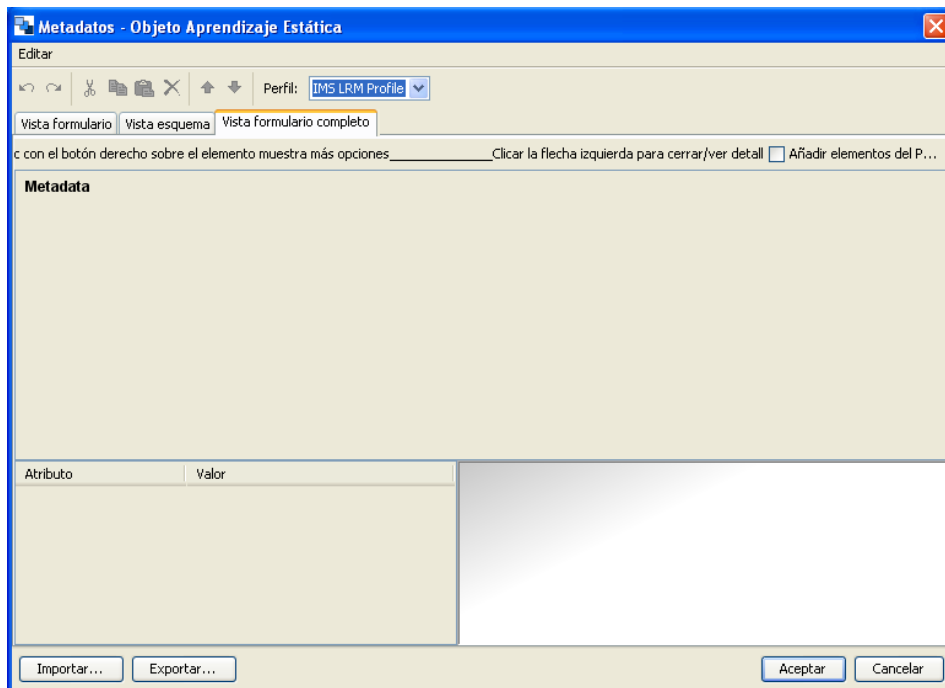 Metadatos - Objeto Aprendizaje Estática
Editar
Perfil: IMS LRM Profile
Vista formulario Vista esquema Vista formulario completo
c con el botón derecho sobre el elemento muestra más opciones_______________Clicar la flecha izquierda para cerrar/ver detall Añadir elementos del P...
Metadata
Atributo Valor
Importar... Exportar... Aceptar Cancelar